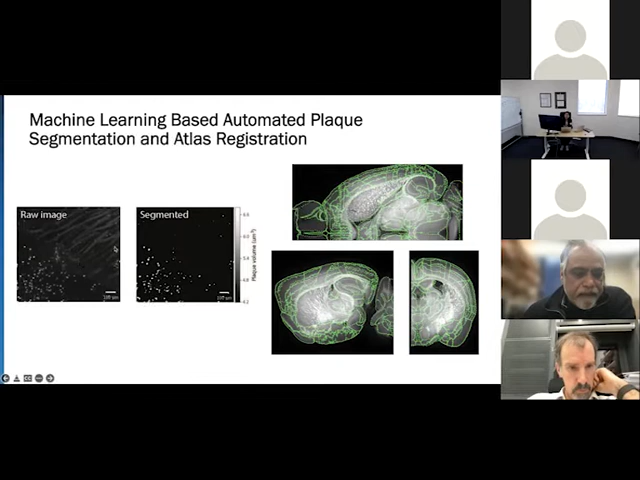 Machine Learning Based Automated Plaque
Segmentation and Atlas Registration
Raw image
Segmented
Plaque volume (um³)